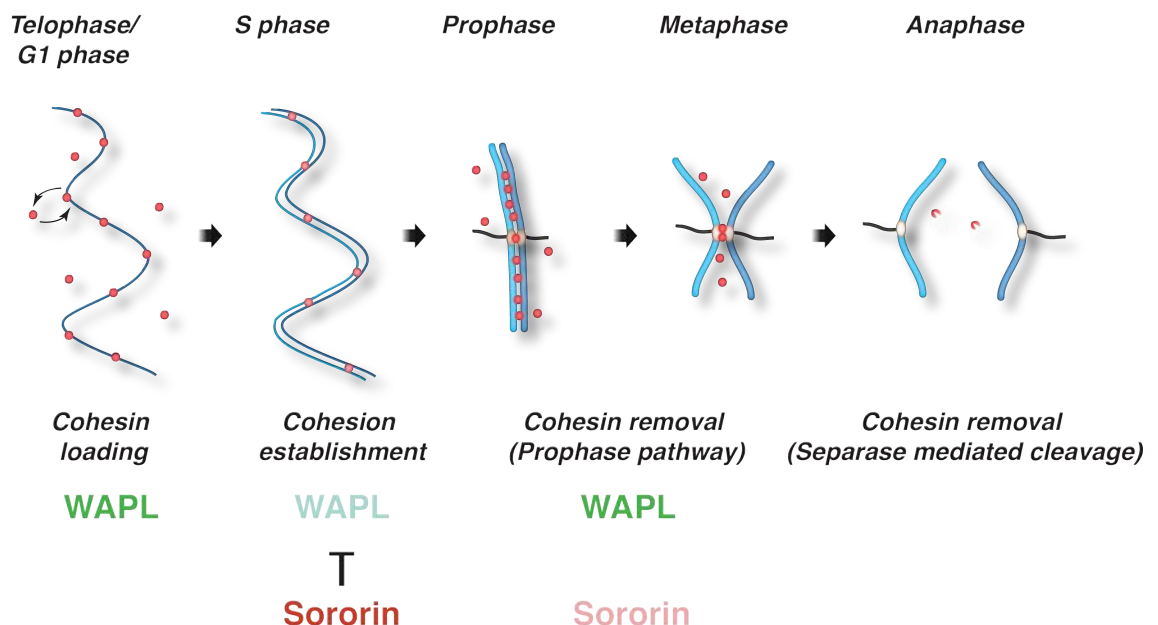 Telophase/
G1 phase
S phase
Prophase
Metaphase
Anaphase
Cohesin
loading
Cohesion
establishment
Cohesin removal
(Prophase pathway)
Cohesin removal
(Separase mediated cleavage)
WAPL
WAPL
WAPL
Sororin
Sororin